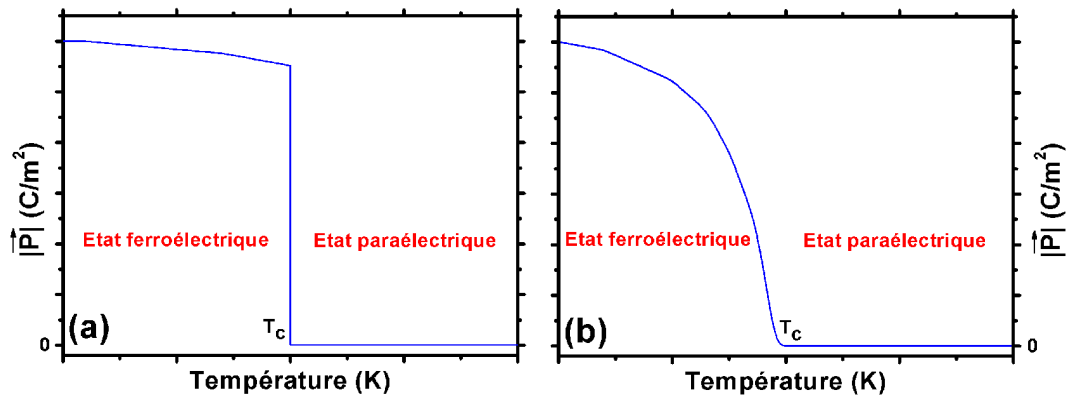 |P| (C/m²)
Etat ferroélectrique
Etat paraélectrique
(a)
T_C
0
Température (K)
Etat ferroélectrique
Etat paraélectrique
(b)
T_C
0
Température (K)
|P| (C/m²)